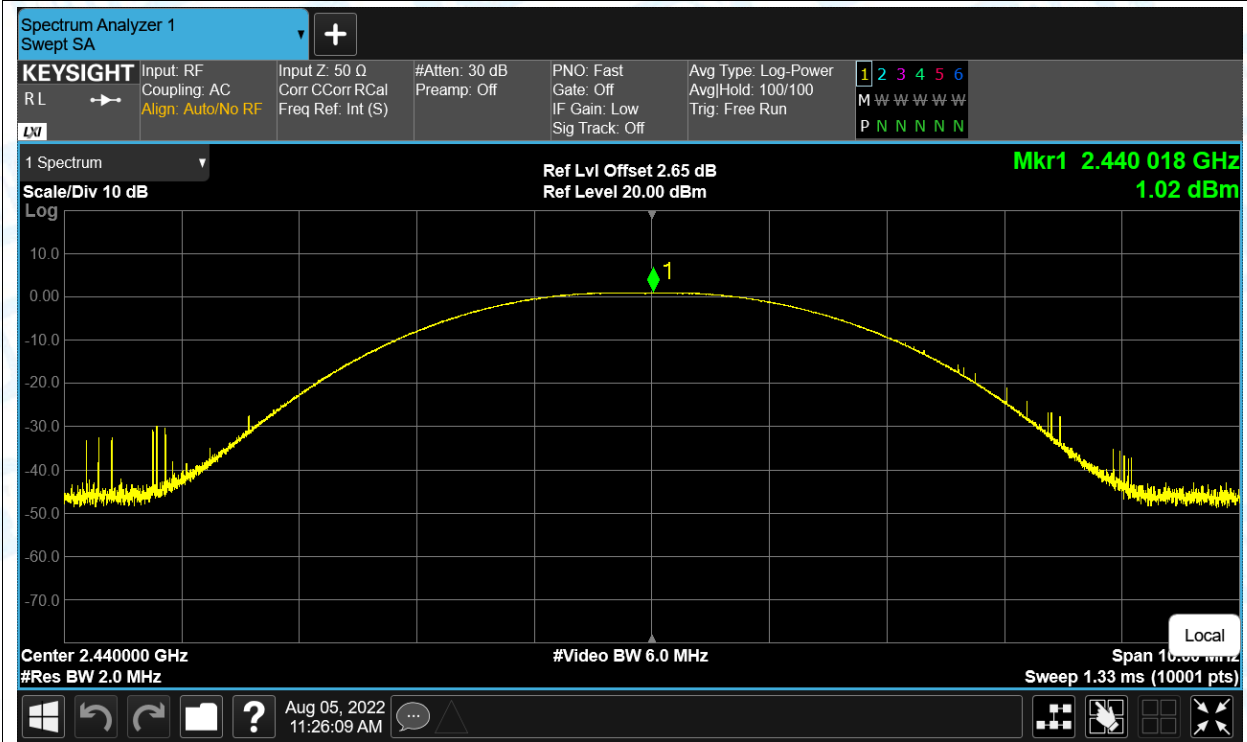 Spectrum Analyzer 1
Swept SA
+
KEYSIGHT
R L
LXI
Input: RF
Coupling: AC
Align: Auto/No RF
Input Z: 50 Ω
Corr CCorr RCal
Freq Ref: Int (S)
#Atten: 30 dB
Preamp: Off
PNO: Fast
Gate: Off
IF Gain: Low
Sig Track: Off
Avg Type: Log-Power
Avg|Hold: 100/100
Trig: Free Run
1 2 3 4 5 6
M W W W W W
P N N N N N
1 Spectrum
Scale/Div 10 dB
Log
Ref Lvl Offset 2.65 dB
Ref Level 20.00 dBm
Mkr1 2.440 018 GHz
1.02 dBm
1
10.0
0.00
-10.0
-20.0
-30.0
-40.0
-50.0
-60.0
-70.0
Local
Center 2.440000 GHz
#Res BW 2.0 MHz
#Video BW 6.0 MHz
Span 10.00 MHz
Sweep 1.33 ms (10001 pts)
?
Aug 05, 2022
11:26:09 AM